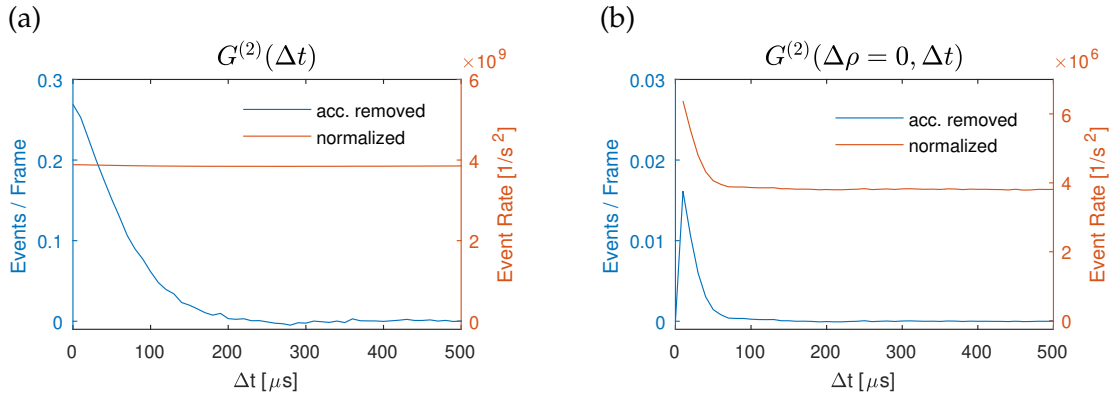 (a)
G^{(2)}(Δt)
×10^9
0.3
0.2
0.1
0
Events / Frame
acc. removed
normalized
6
4
2
0
Event Rate [1/s^2]
0 100 200 300 400 500
Δt [μs]
(b)
G^{(2)}(Δρ = 0, Δt)
×10^6
0.03
0.02
0.01
0
Events / Frame
acc. removed
normalized
6
4
2
0
Event Rate [1/s^2]
0 100 200 300 400 500
Δt [μs]